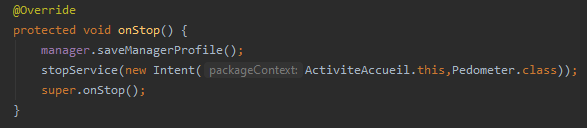 @Override
protected void onStop() {
manager.saveManagerProfile();
stopService(new Intent( packageContext: ActiviteAccueil.this,Pedometer.class));
super.onStop();
}